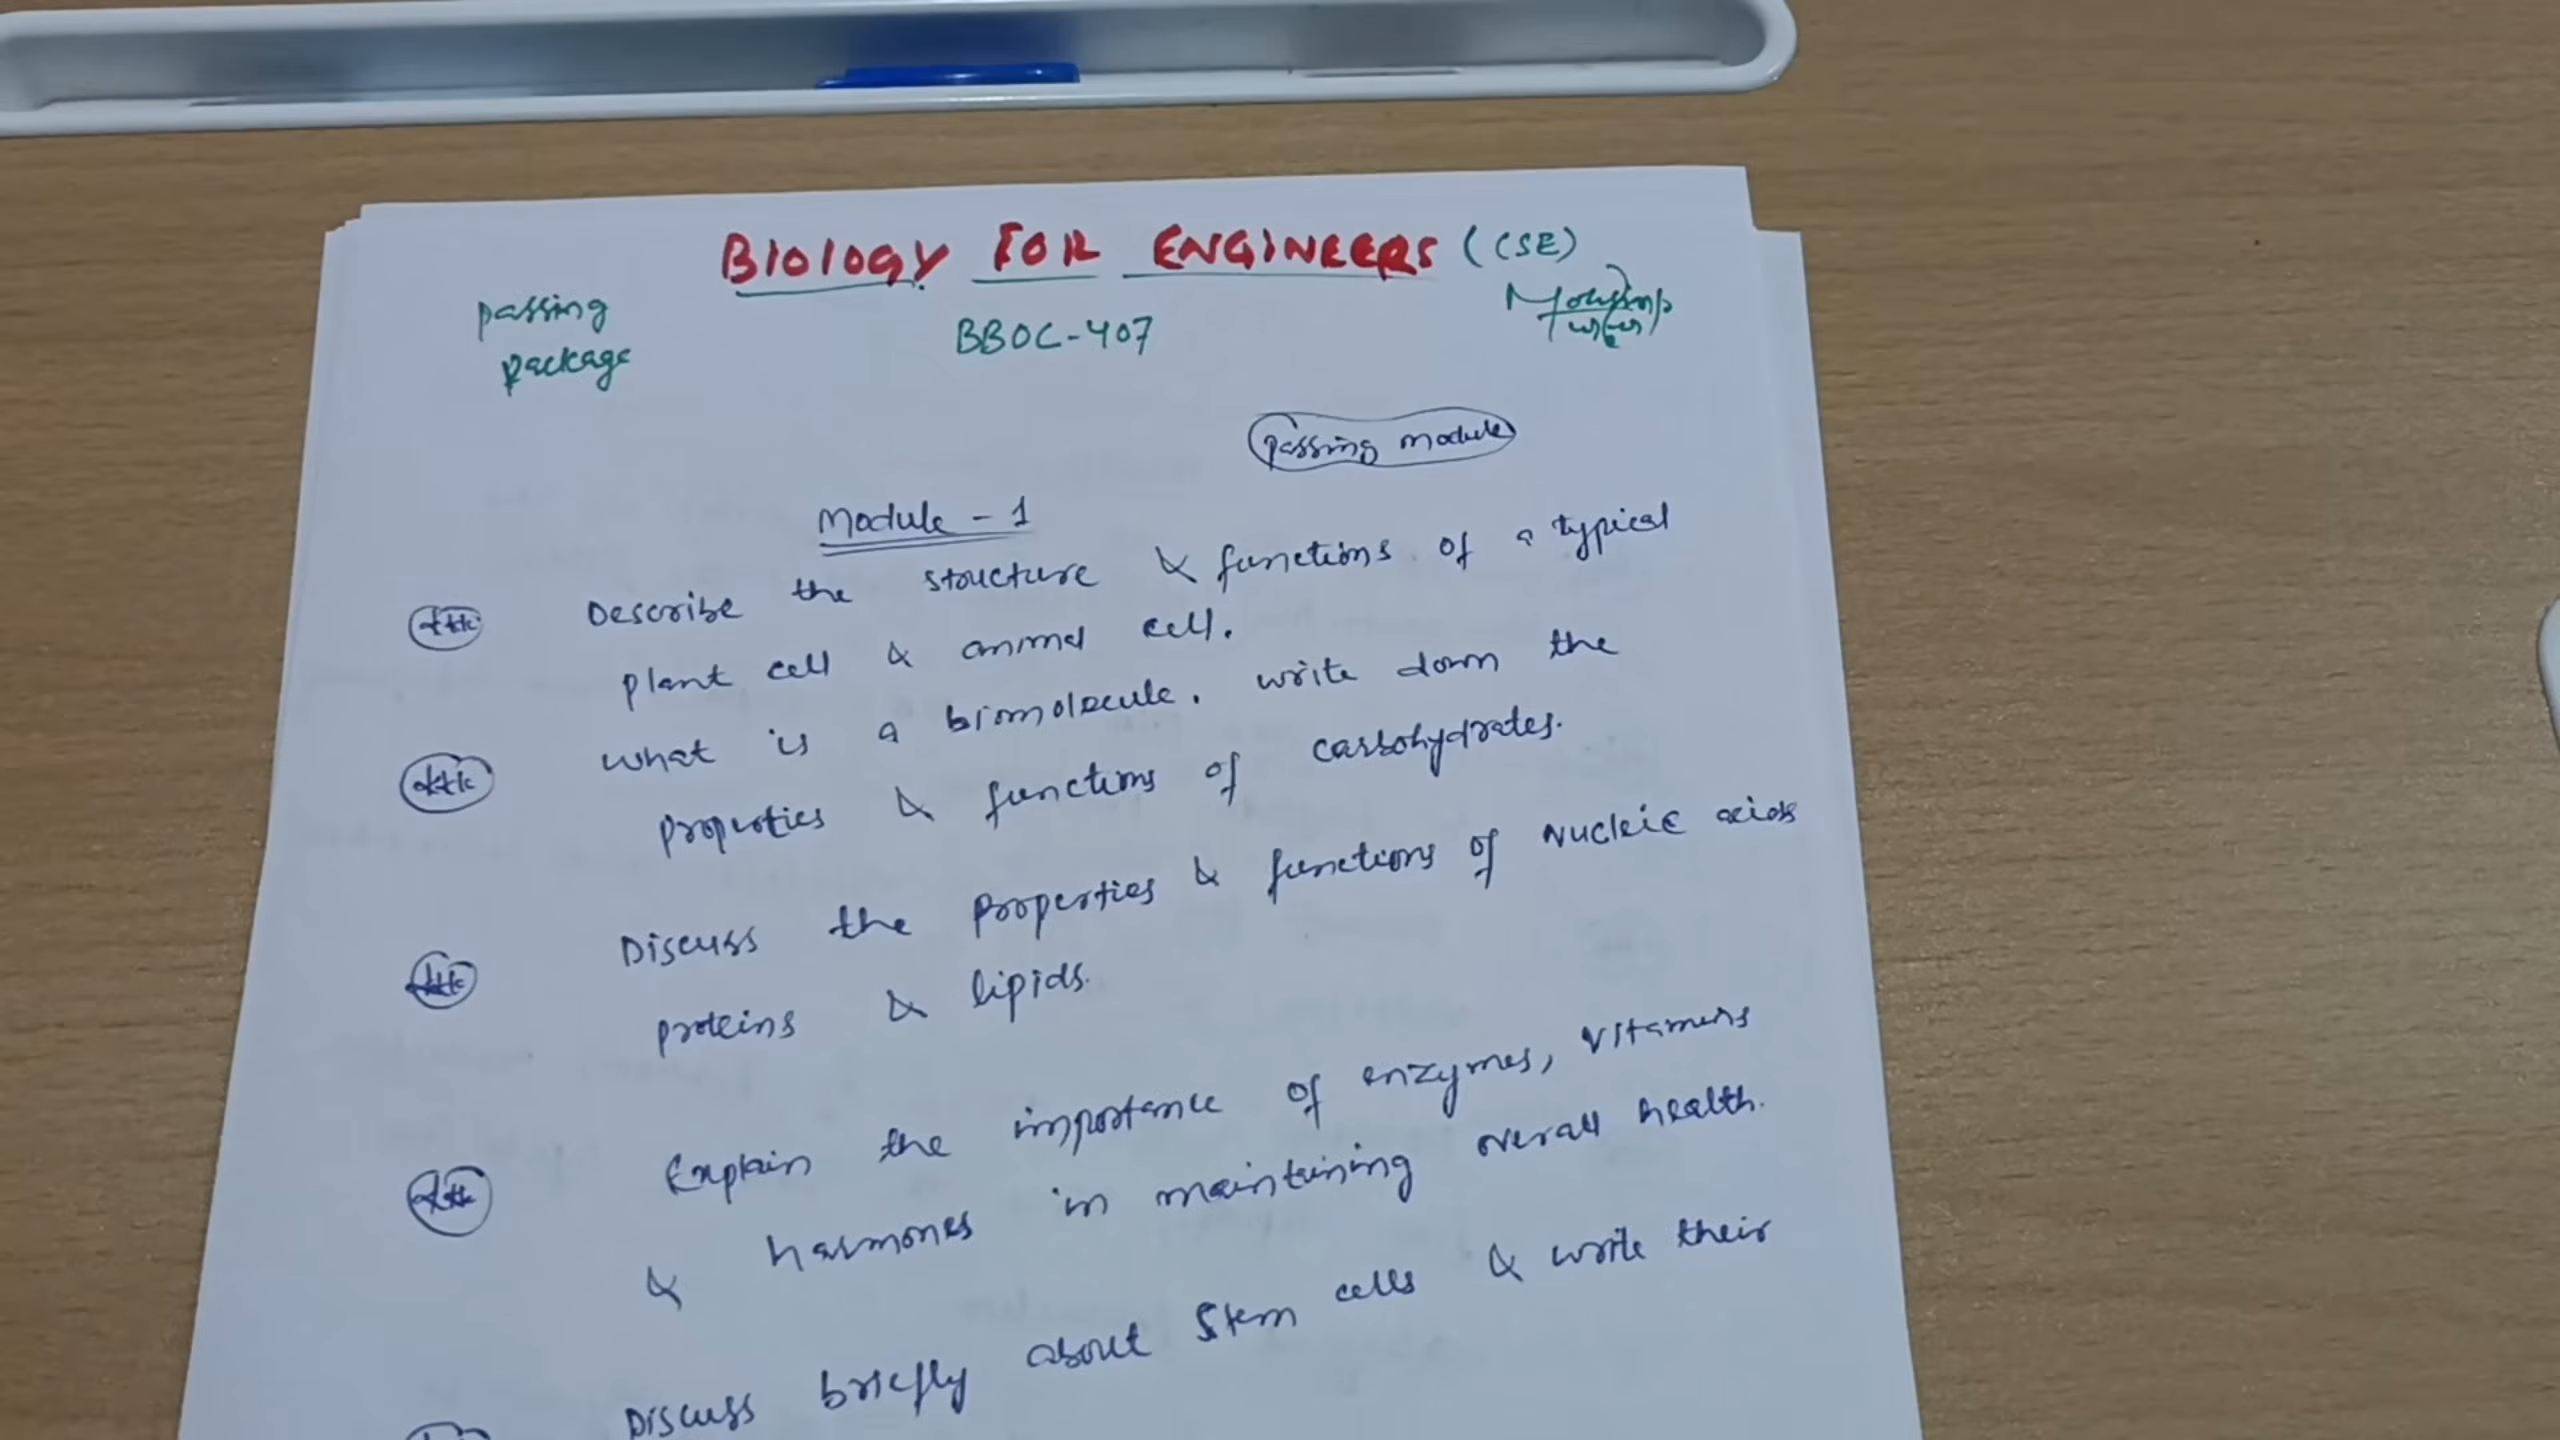 BIOLOGY FOR ENGINEERS (CSE)
passing
package
BBOC-407
passing module
Module - 1
Describe the structure & functions of a typical
plant cell & animal cell.
what is a biomolecule. write down the
properties & functions of carbohydrates.
Discuss the properties & functions of Nucleic acids
proteins & lipids.
Explain the importance of enzymes, vitamins
& harmones in maintaining overall health.
Discuss briefly about Stem cells & write their